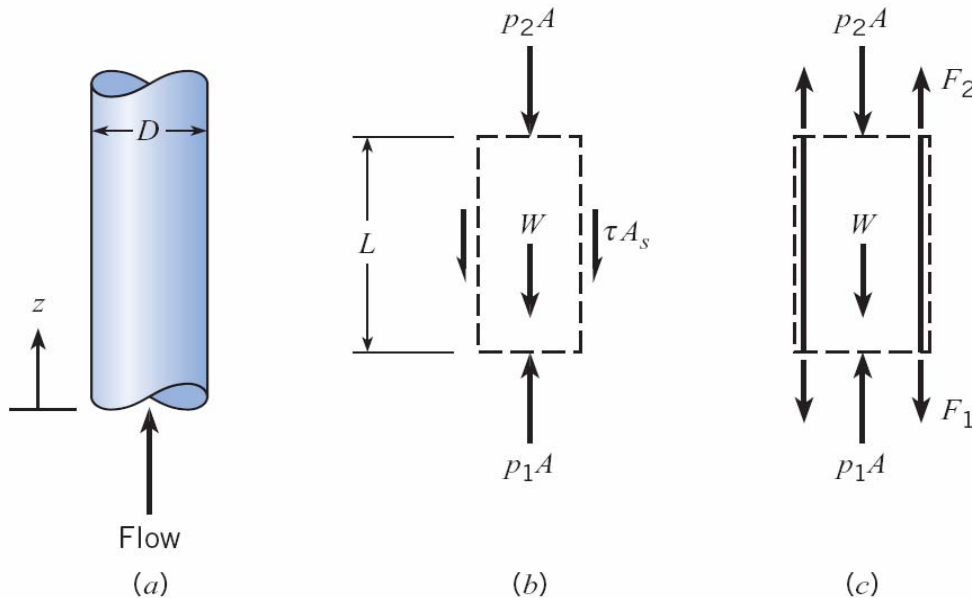 D
z
Flow
(a)
p₂A
L
W
τAₛ
p₁A
(b)
p₂A
F₂
W
F₁
p₁A
(c)